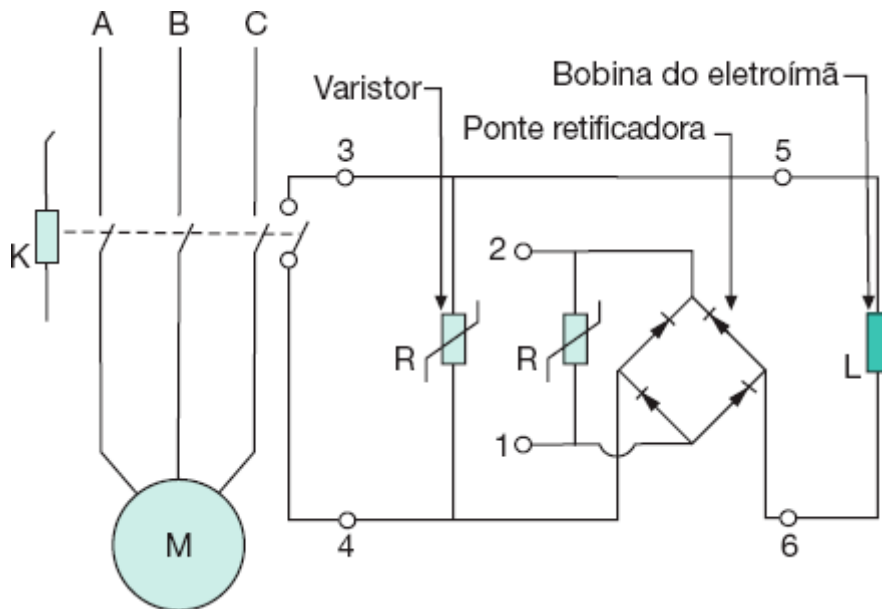 A B C
Bobina do eletroímã
Varistor
Ponte retificadora
3
5
K
2
R
R
L
1
4
6
M